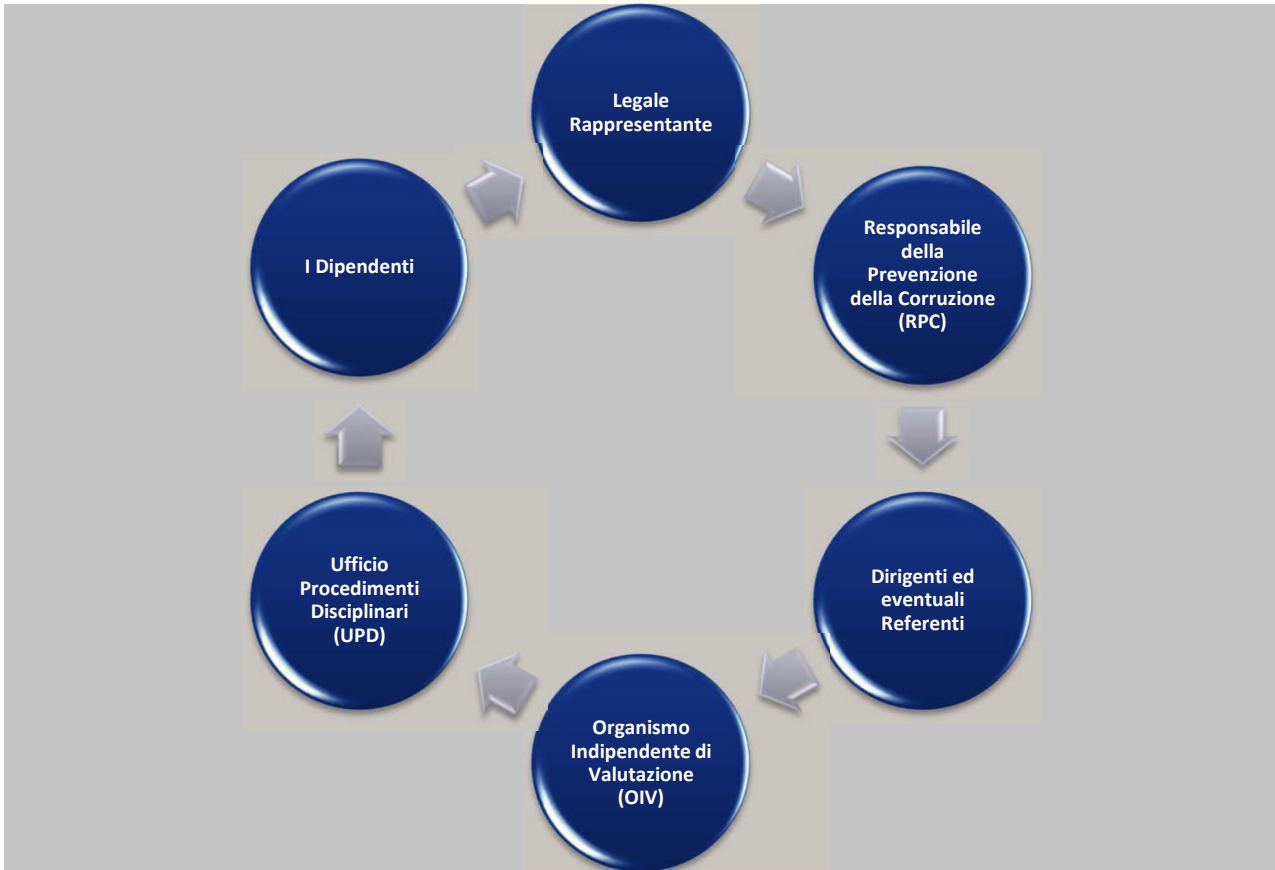 Legale
Rappresentante
Responsabile
della
Prevenzione
della Corruzione
(RPC)
Dirigenti ed
eventuali
Referenti
Organismo
Indipendente di
Valutazione
(OIV)
Ufficio
Procedimenti
Disciplinari
(UPD)
I Dipendenti